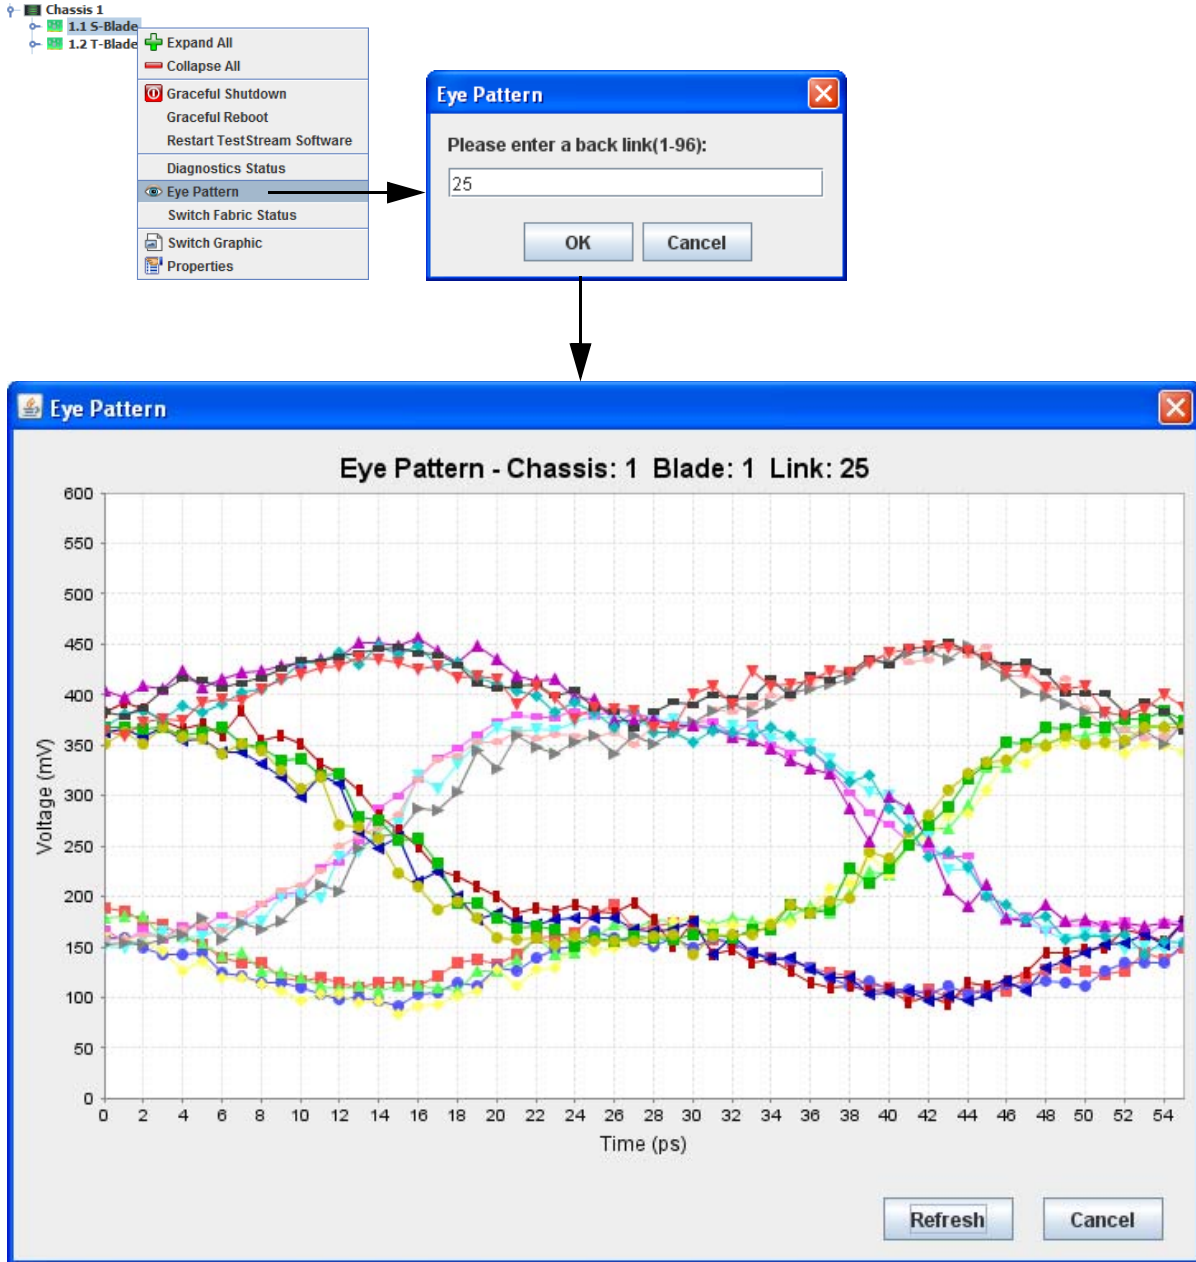 Chassis 1
1.1 S-Blade
1.2 T-Blade
Expand All
Collapse All
Graceful Shutdown
Graceful Reboot
Restart TestStream Software
Diagnostics Status
Eye Pattern
Switch Fabric Status
Switch Graphic
Properties
Eye Pattern
Please enter a back link(1-96):
25
OK Cancel
Eye Pattern
Eye Pattern - Chassis: 1 Blade: 1 Link: 25
600
550
500
450
400
350
300
250
200
150
100
50
0
Voltage (mV)
0 2 4 6 8 10 12 14 16 18 20 22 24 26 28 30 32 34 36 38 40 42 44 46 48 50 52 54
Time (ps)
Refresh Cancel